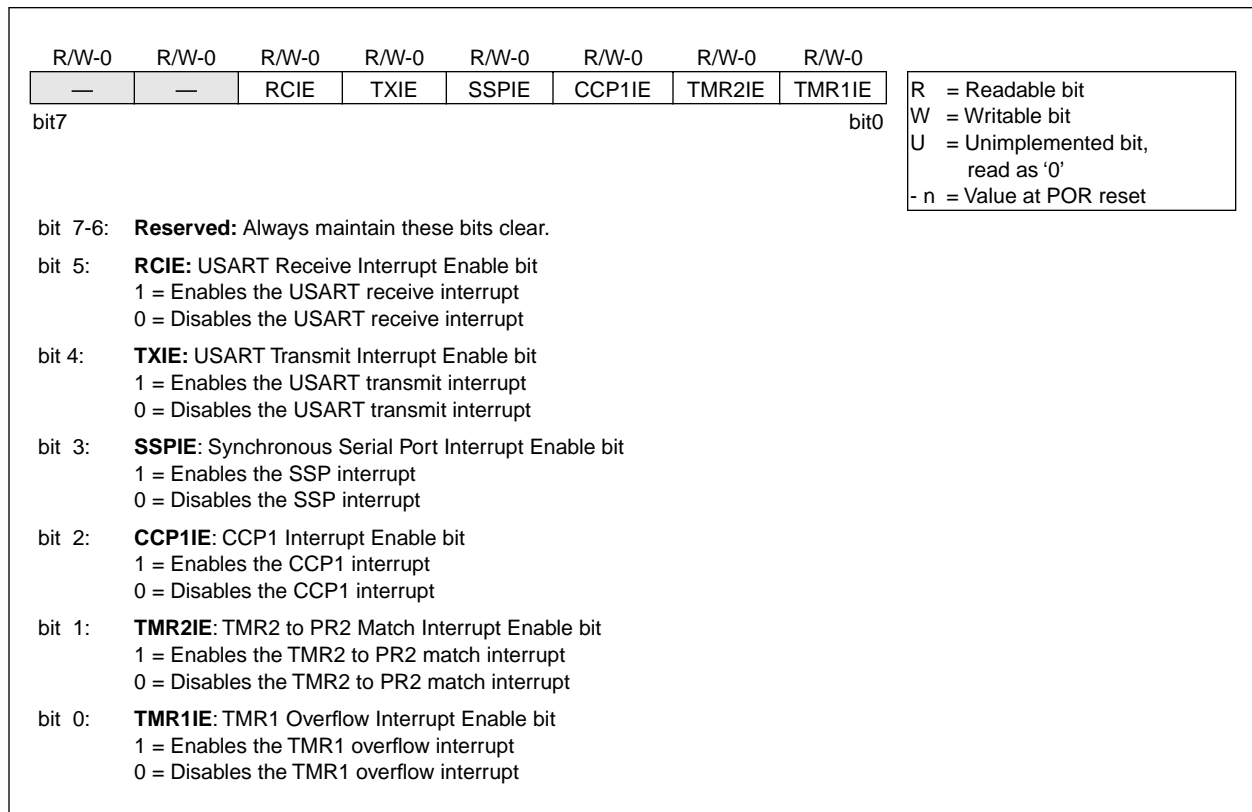 R/W-0 R/W-0 R/W-0 R/W-0 R/W-0 R/W-0 R/W-0 R/W-0
— — RCIE TXIE SSPIE CCP1IE TMR2IE TMR1IE
bit7 bit0
R = Readable bit
W = Writable bit
U = Unimplemented bit,
read as ‘0’
- n = Value at POR reset
bit 7-6: Reserved: Always maintain these bits clear.
bit 5: RCIE: USART Receive Interrupt Enable bit
1 = Enables the USART receive interrupt
0 = Disables the USART receive interrupt
bit 4: TXIE: USART Transmit Interrupt Enable bit
1 = Enables the USART transmit interrupt
0 = Disables the USART transmit interrupt
bit 3: SSPIE: Synchronous Serial Port Interrupt Enable bit
1 = Enables the SSP interrupt
0 = Disables the SSP interrupt
bit 2: CCP1IE: CCP1 Interrupt Enable bit
1 = Enables the CCP1 interrupt
0 = Disables the CCP1 interrupt
bit 1: TMR2IE: TMR2 to PR2 Match Interrupt Enable bit
1 = Enables the TMR2 to PR2 match interrupt
0 = Disables the TMR2 to PR2 match interrupt
bit 0: TMR1IE: TMR1 Overflow Interrupt Enable bit
1 = Enables the TMR1 overflow interrupt
0 = Disables the TMR1 overflow interrupt